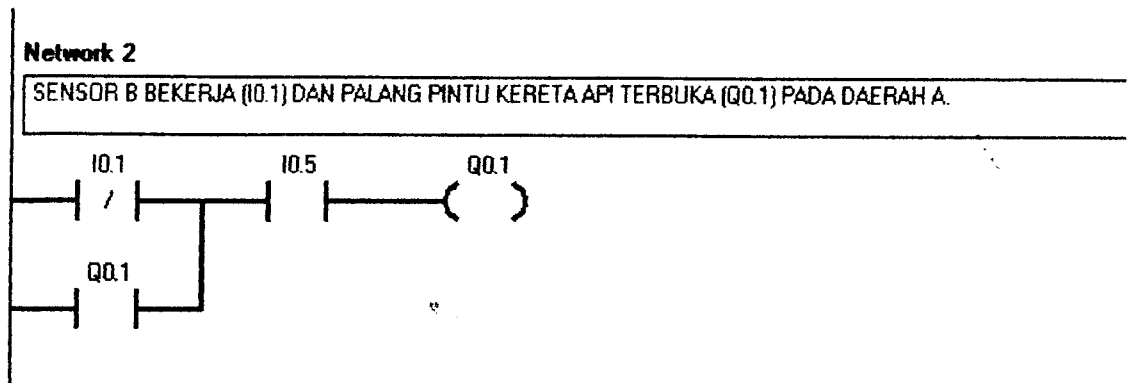 Network 2
SENSOR B BEKERJA (I0.1) DAN PALANG PINTU KERETA API TERBUKA (Q0.1) PADA DAERAH A.
I0.1 I0.5 Q0.1
/
Q0.1